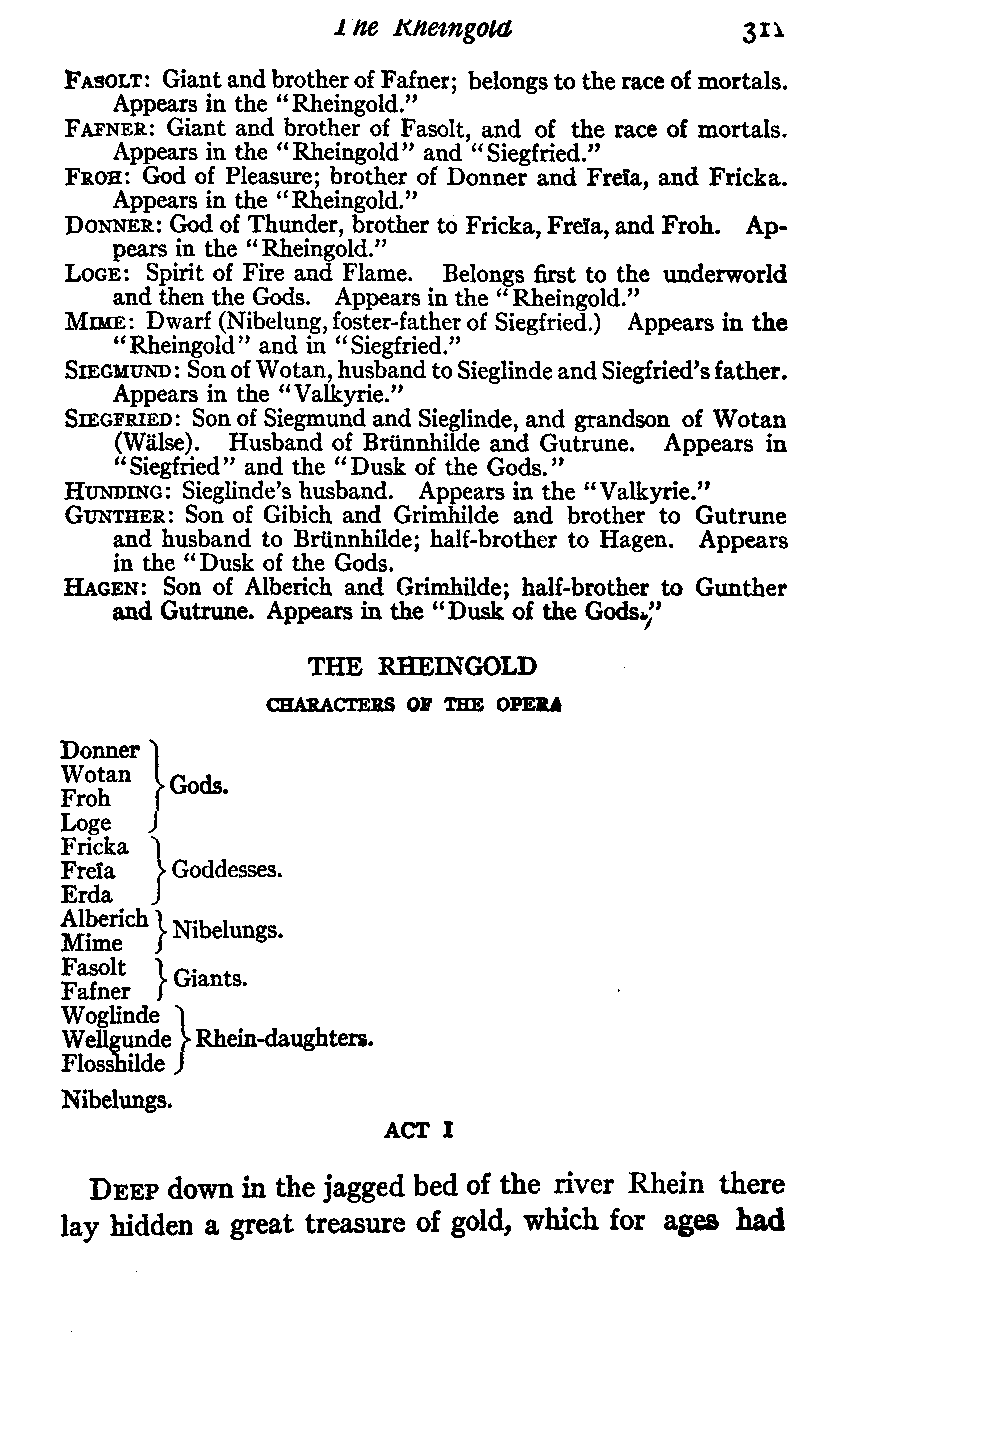 The Rheingold 311
FASOLT: Giant and brother of Fafner; belongs to the race of mortals.
Appears in the "Rheingold."
FAFNER: Giant and brother of Fasolt, and of the race of mortals.
Appears in the "Rheingold" and "Siegfried."
FROH: God of Pleasure; brother of Donner and Freïa, and Fricka.
Appears in the "Rheingold."
DONNER: God of Thunder, brother to Fricka, Freïa, and Froh. Ap-
pears in the "Rheingold."
LOGE: Spirit of Fire and Flame. Belongs first to the underworld
and then the Gods. Appears in the "Rheingold."
MIME: Dwarf (Nibelung, foster-father of Siegfried.) Appears in the
"Rheingold" and in "Siegfried."
SIEGMUND: Son of Wotan, husband to Sieglinde and Siegfried's father.
Appears in the "Valkyrie."
SIEGFRIED: Son of Siegmund and Sieglinde, and grandson of Wotan
(Wälse). Husband of Brünnhilde and Gutrune. Appears in
"Siegfried" and the "Dusk of the Gods."
HUNDING: Sieglinde's husband. Appears in the "Valkyrie."
GUNTHER: Son of Gibich and Grimhilde and brother to Gutrune
and husband to Brünnhilde; half-brother to Hagen. Appears
in the "Dusk of the Gods.
HAGEN: Son of Alberich and Grimhilde; half-brother to Gunther
and Gutrune. Appears in the "Dusk of the Gods."
THE RHEINGOLD
CHARACTERS OF THE OPERA
Donner
Wotan
Froh
Loge
Gods.
Fricka
Freïa
Erda
Goddesses.
Alberich
Mime
Nibelungs.
Fasolt
Fafner
Giants.
Woglinde
Wellgunde
Flosshilde
Rhein-daughters.
Nibelungs.
ACT I
DEEP down in the jagged bed of the river Rhein there
lay hidden a great treasure of gold, which for ages had